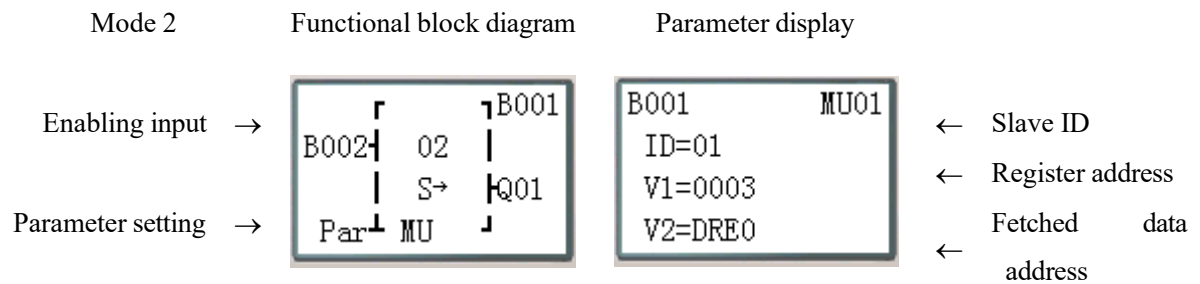 Mode 2 Functional block diagram Parameter display
Enabling input →
Parameter setting →
B001
B002 02
S→ Q01
Par MU
B001 MU01
ID=01
V1=0003
V2=DRE0
← Slave ID
← Register address
← Fetched data
address